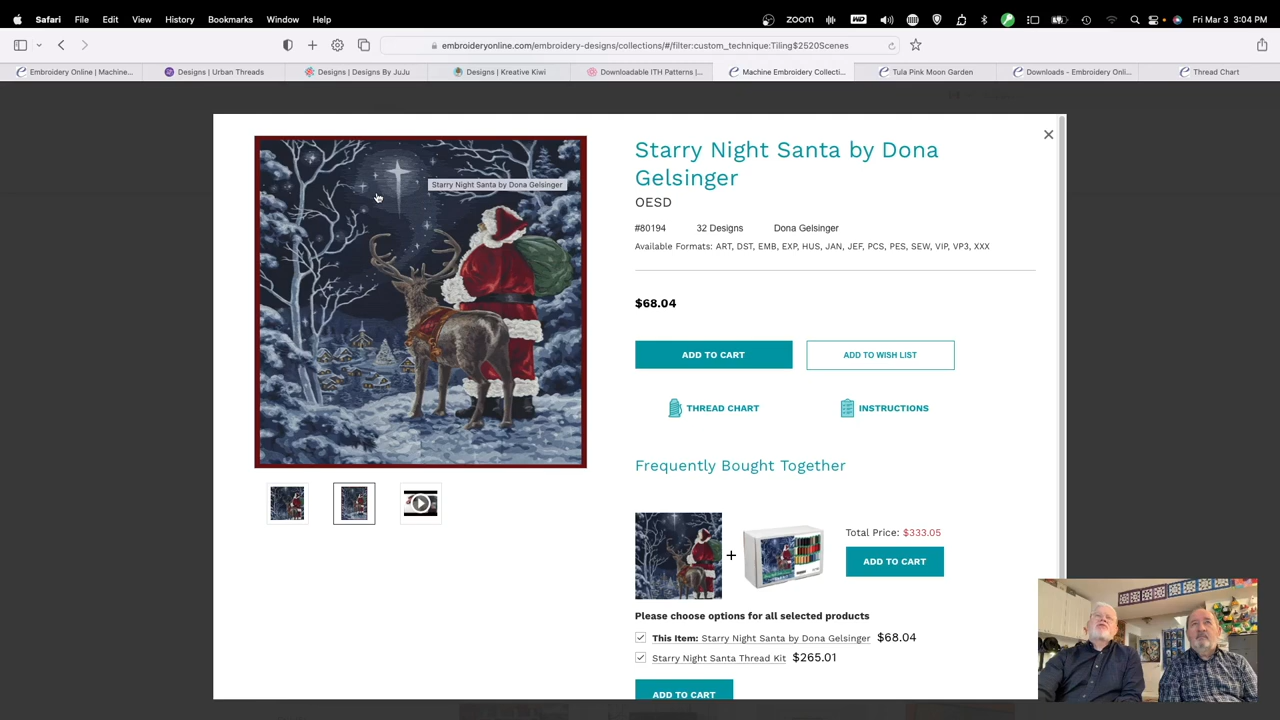 Safari File Edit View History Bookmarks Window Help
zoom WD Fri Mar 3 3:04 PM
embroideryonline.com/embroidery-designs/collections/#/filter:custom_technique:Tiling$2520Scenes
Embroidery Online | Machine... Designs | Urban Threads Designs | Designs By JuJu Designs | Kreative Kiwi Downloadable ITH Patterns |... Machine Embroidery Collecti... Tula Pink Moon Garden Downloads - Embroidery Onli... Thread Chart
Starry Night Santa by Dona
Gelsinger
Starry Night Santa by Dona Gelsinger
OESD
#80194 32 Designs Dona Gelsinger
Available Formats: ART, DST, EMB, EXP, HUS, JAN, JEF, PCS, PES, SEW, VIP, VP3, XXX
$68.04
ADD TO CART ADD TO WISH LIST
THREAD CHART INSTRUCTIONS
Frequently Bought Together
+ Total Price: $333.05
ADD TO CART
Please choose options for all selected products
This Item: Starry Night Santa by Dona Gelsinger $68.04
Starry Night Santa Thread Kit $265.01
ADD TO CART